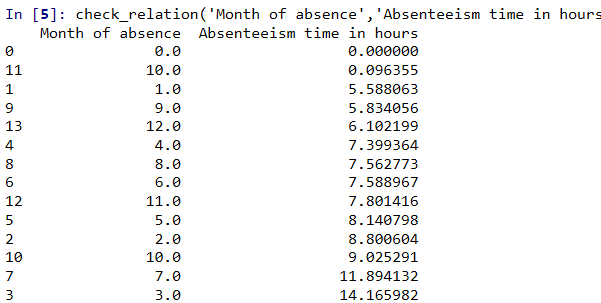 In [5]: check_relation('Month of absence','Absenteeism time in hours
Month of absence Absenteeism time in hours
0 0.0 0.000000
11 10.0 0.096355
1 1.0 5.588063
9 9.0 5.834056
13 12.0 6.102199
4 4.0 7.399364
8 8.0 7.562773
6 6.0 7.588967
12 11.0 7.801416
5 5.0 8.140798
2 2.0 8.800604
10 10.0 9.025291
7 7.0 11.894132
3 3.0 14.165982